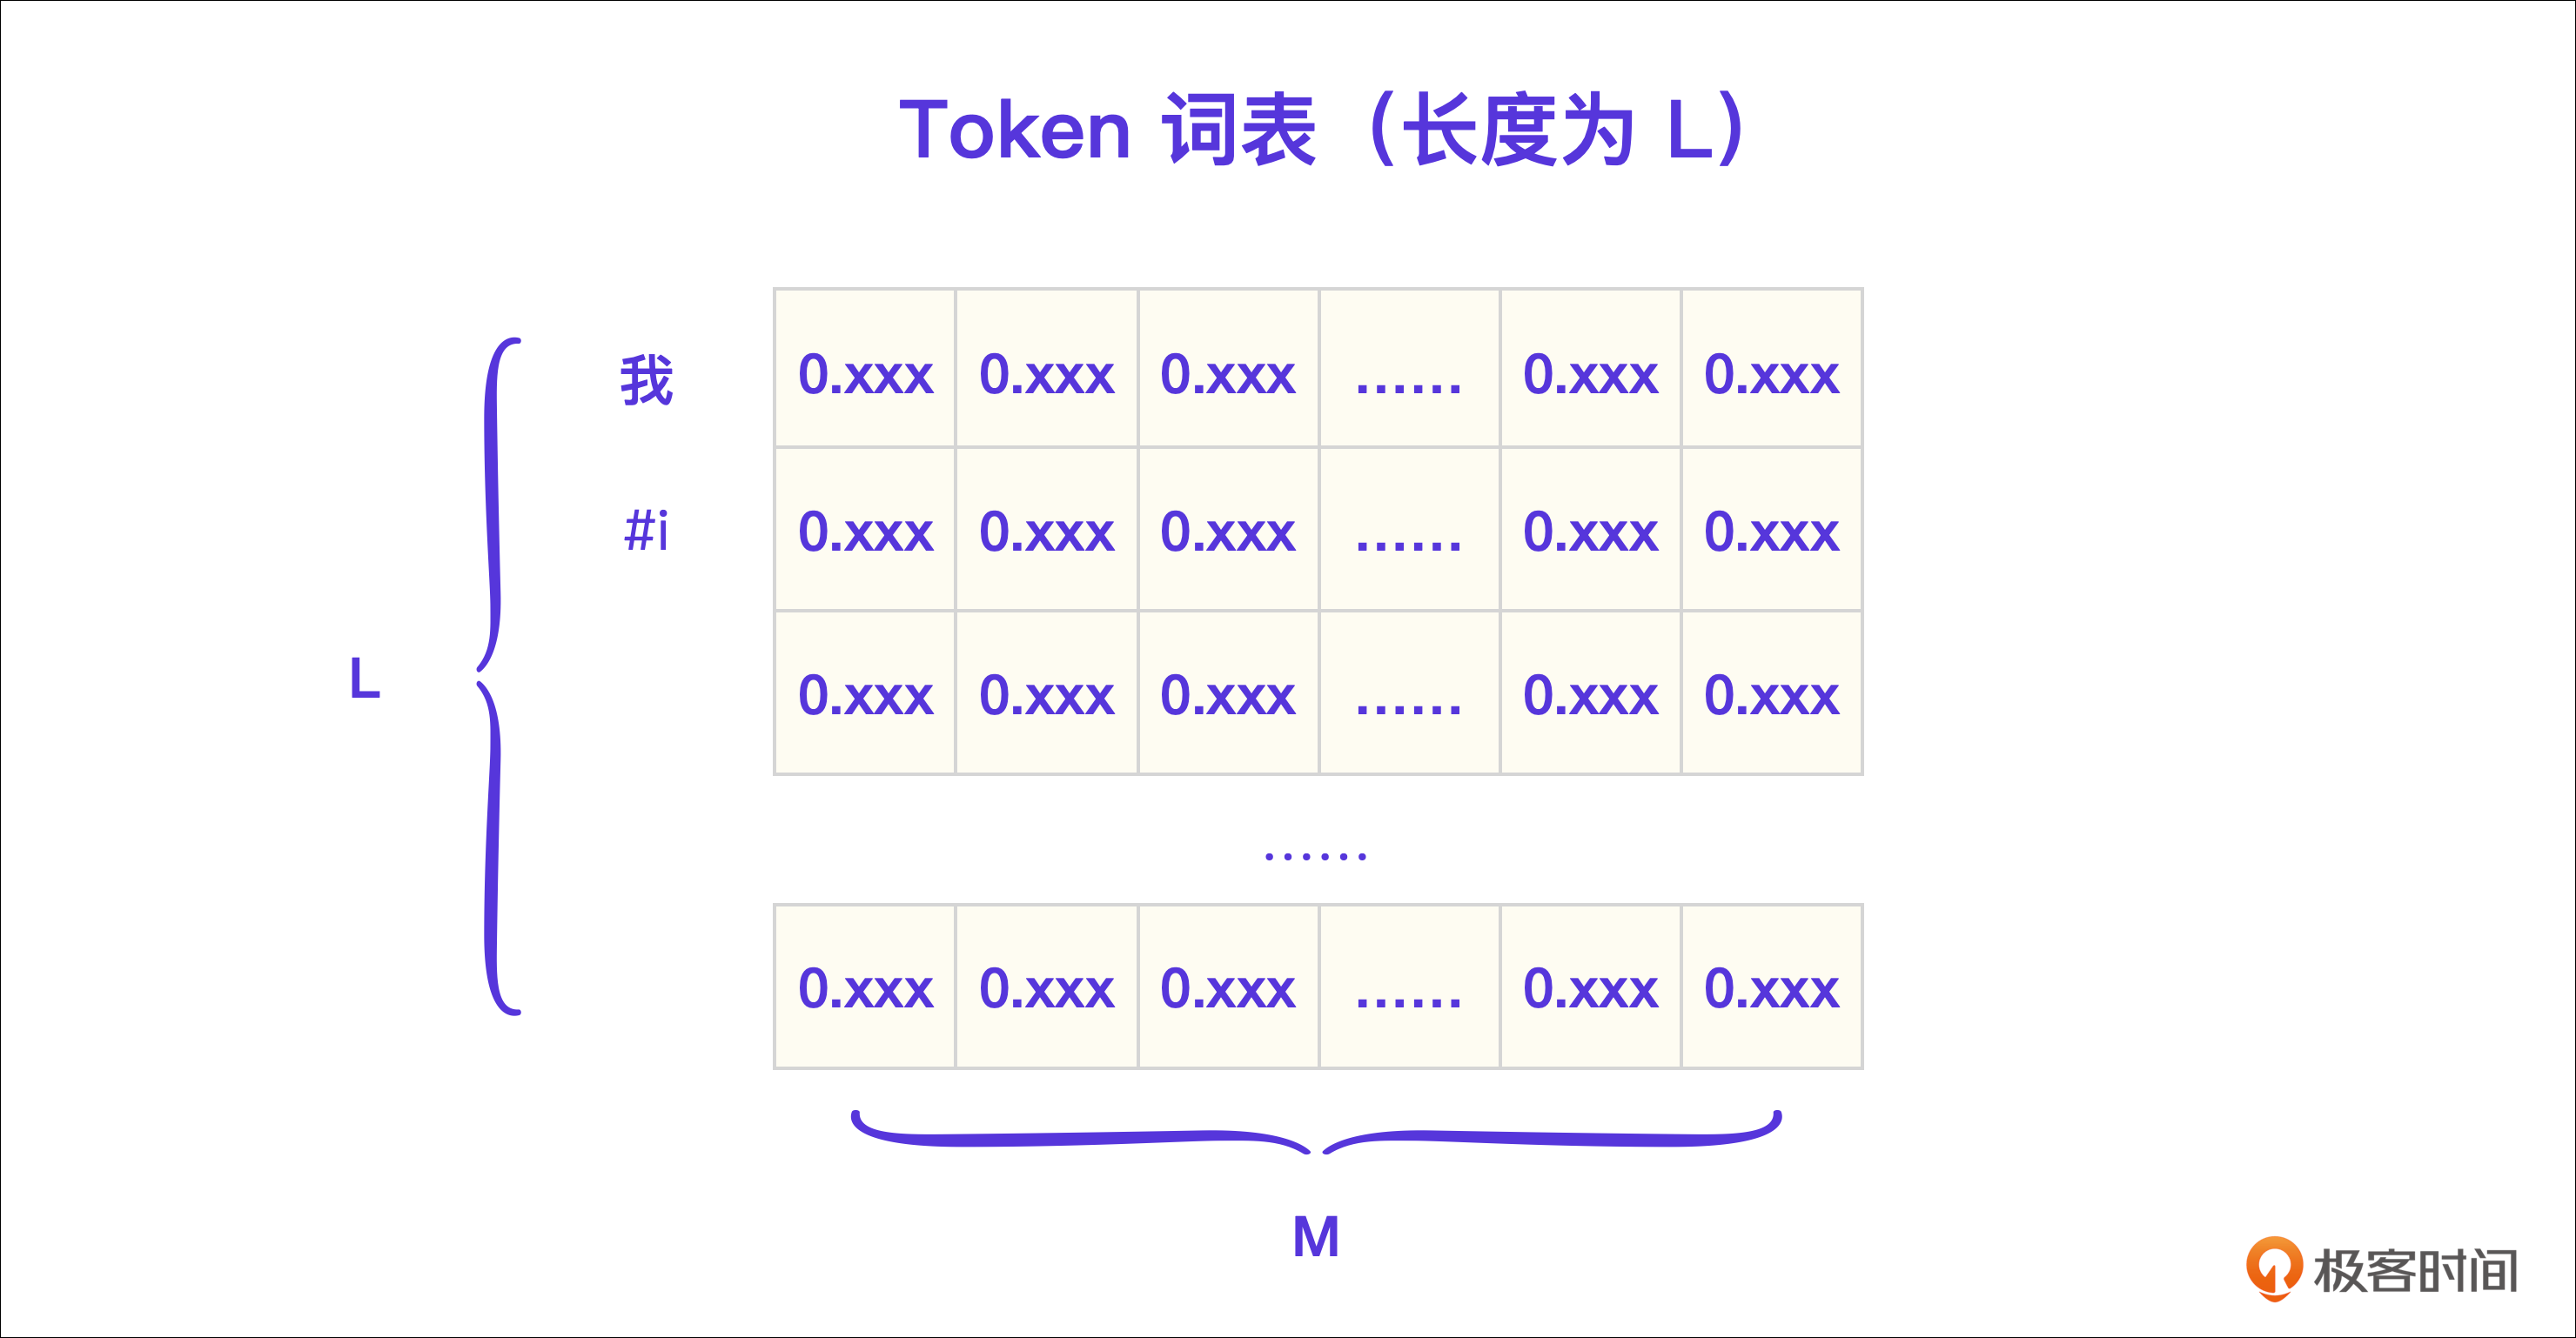 Token 词表（长度为 L）
我 0.xxx 0.xxx 0.xxx ...... 0.xxx 0.xxx
#i 0.xxx 0.xxx 0.xxx ...... 0.xxx 0.xxx
L
0.xxx 0.xxx 0.xxx ...... 0.xxx 0.xxx
......
0.xxx 0.xxx 0.xxx ...... 0.xxx 0.xxx
M
极客时间